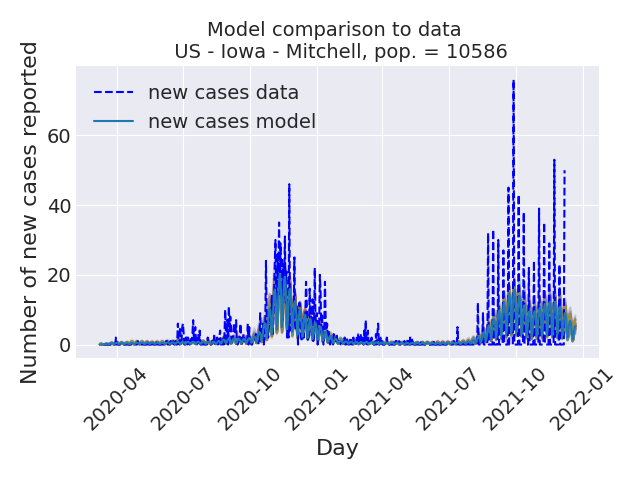 Model comparison to data
US - Iowa - Mitchell, pop. = 10586
new cases data
new cases model
Number of new cases reported
60
40
20
0
2020-04
2020-07
2020-10
2021-01
2021-04
2021-07
2021-10
2022-01
Day